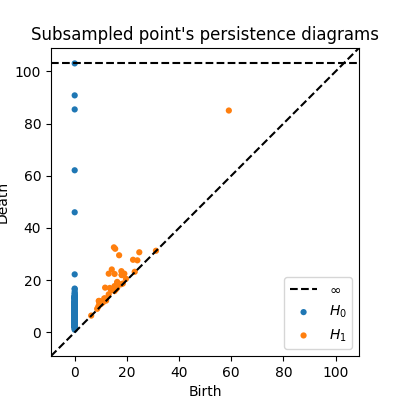 Subsampled point's persistence diagrams
Death
100
80
60
40
20
0
∞
H₀
H₁
0 20 40 60 80 100
Birth